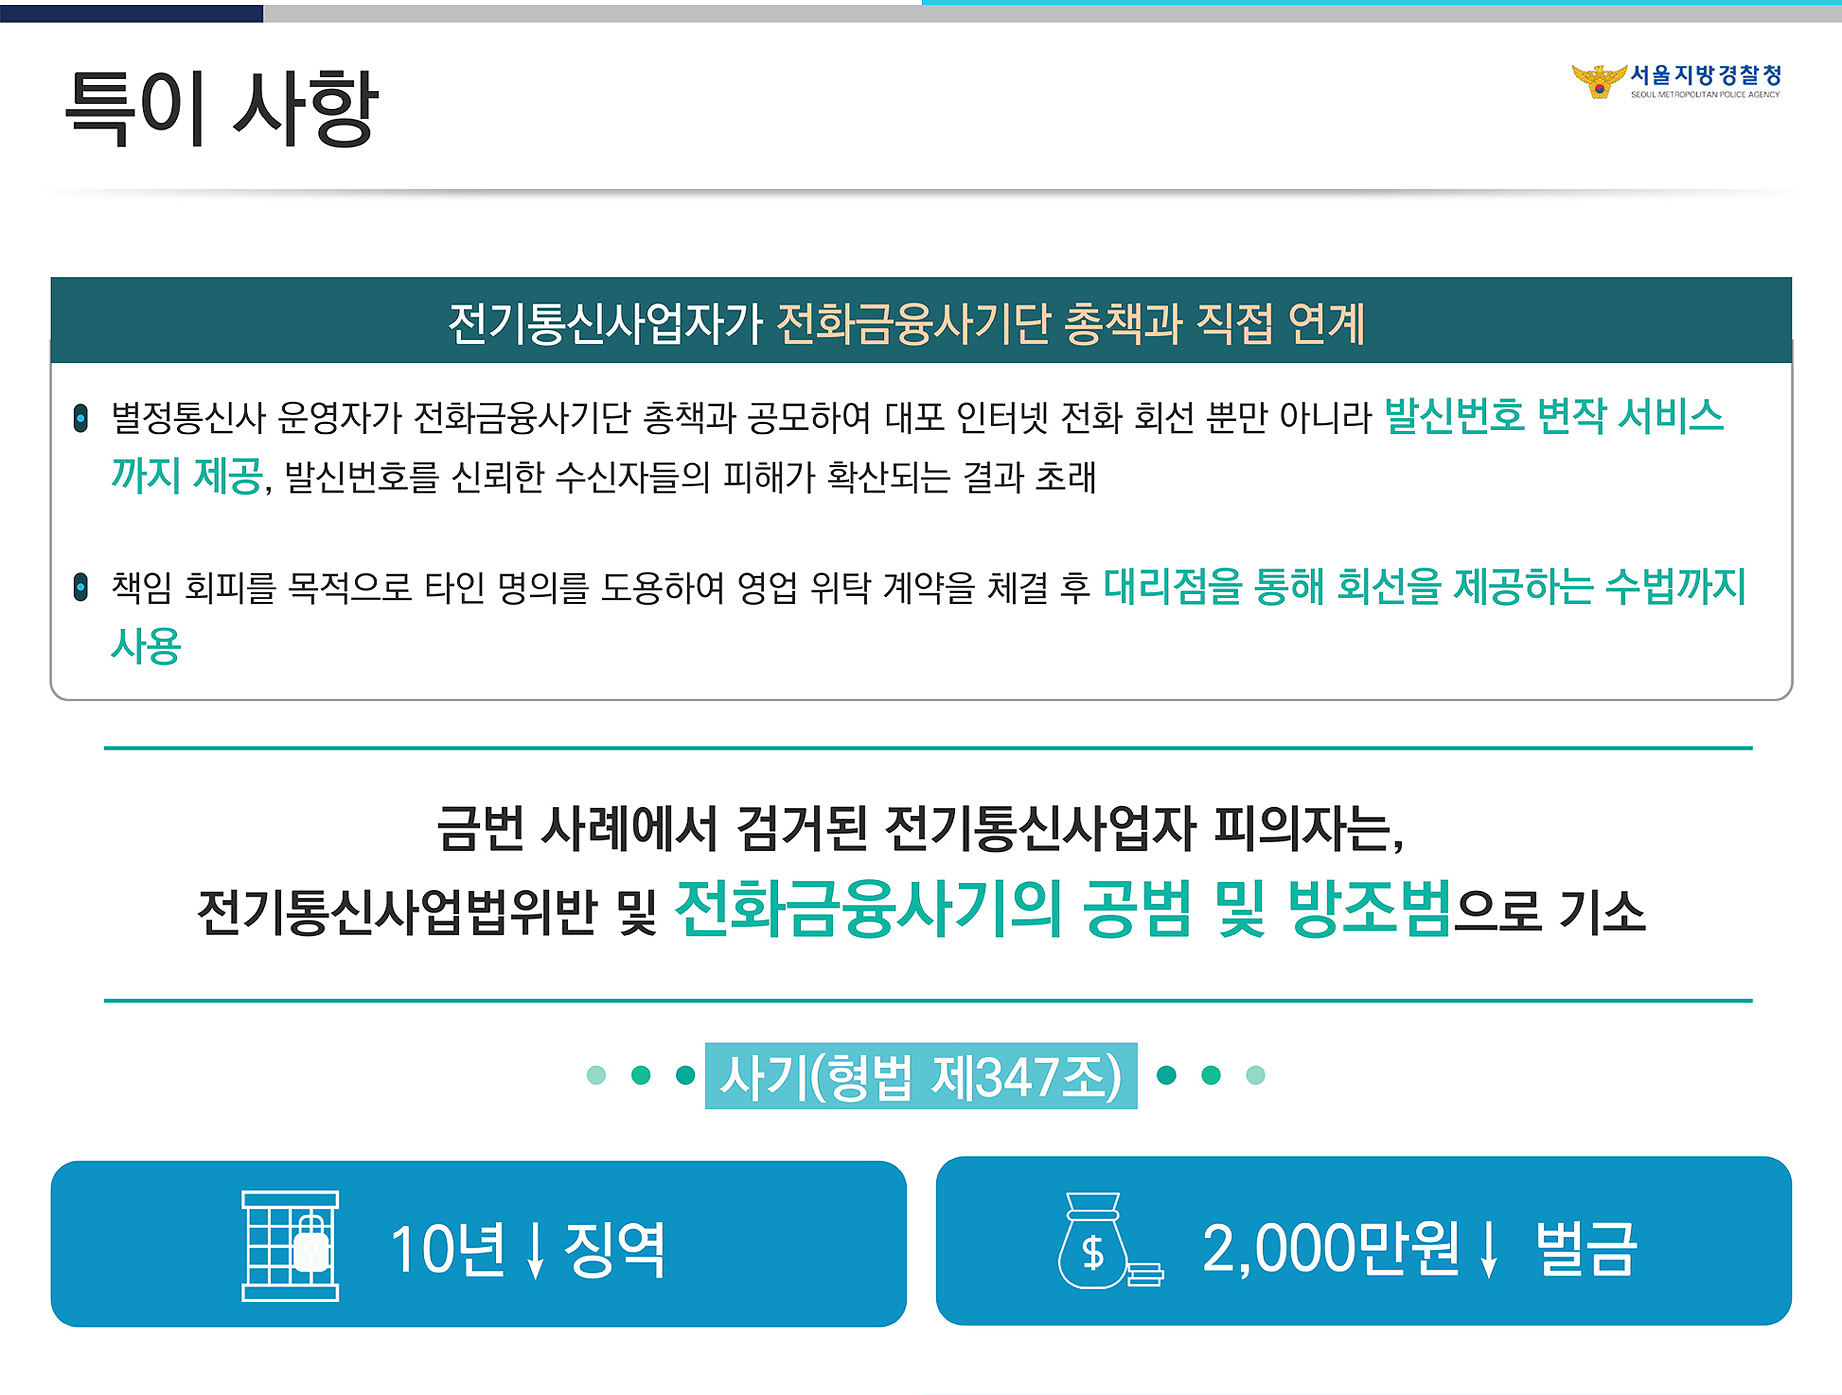 특이 사항
서울지방경찰청
SEOUL METROPOLITAN POLICE AGENCY
전기통신사업자가 전화금융사기단 총책과 직접 연계
별정통신사 운영자가 전화금융사기단 총책과 공모하여 대포 인터넷 전화 회선 뿐만 아니라 발신번호 변작 서비스
까지 제공, 발신번호를 신뢰한 수신자들의 피해가 확산되는 결과 초래
책임 회피를 목적으로 타인 명의를 도용하여 영업 위탁 계약을 체결 후 대리점을 통해 회선을 제공하는 수법까지
사용
금번 사례에서 검거된 전기통신사업자 피의자는,
전기통신사업법위반 및 전화금융사기의 공범 및 방조범으로 기소
사기(형법 제347조)
10년↓징역
$
2,000만원↓ 벌금